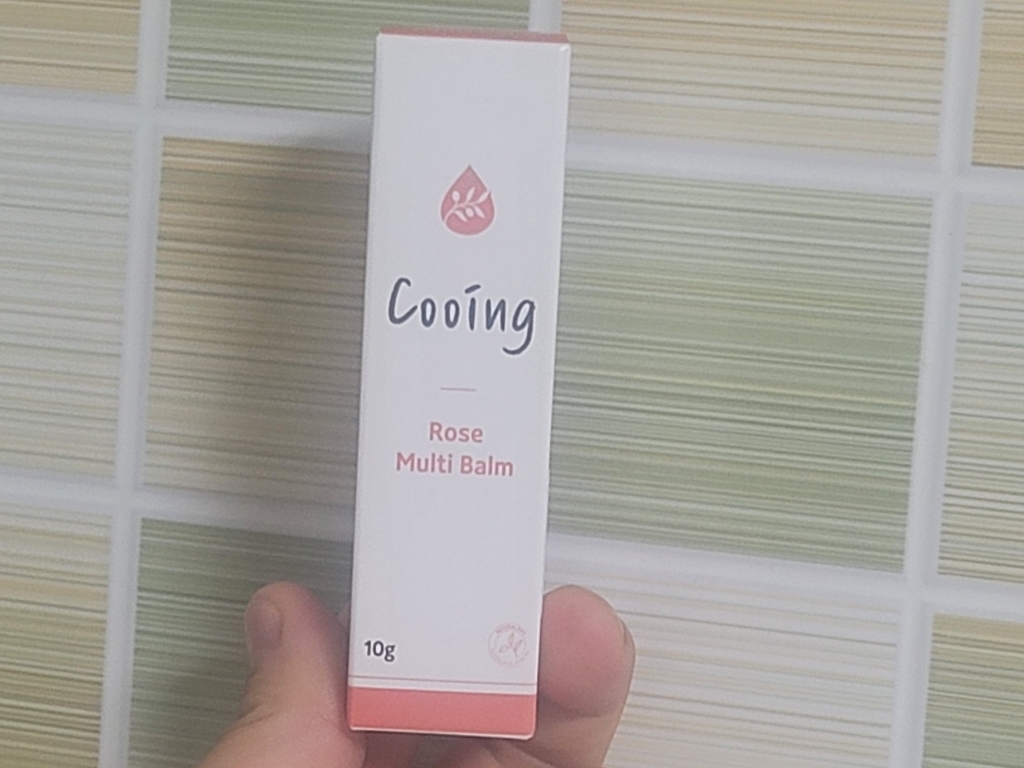 Cooing
Rose
Multi Balm
10g